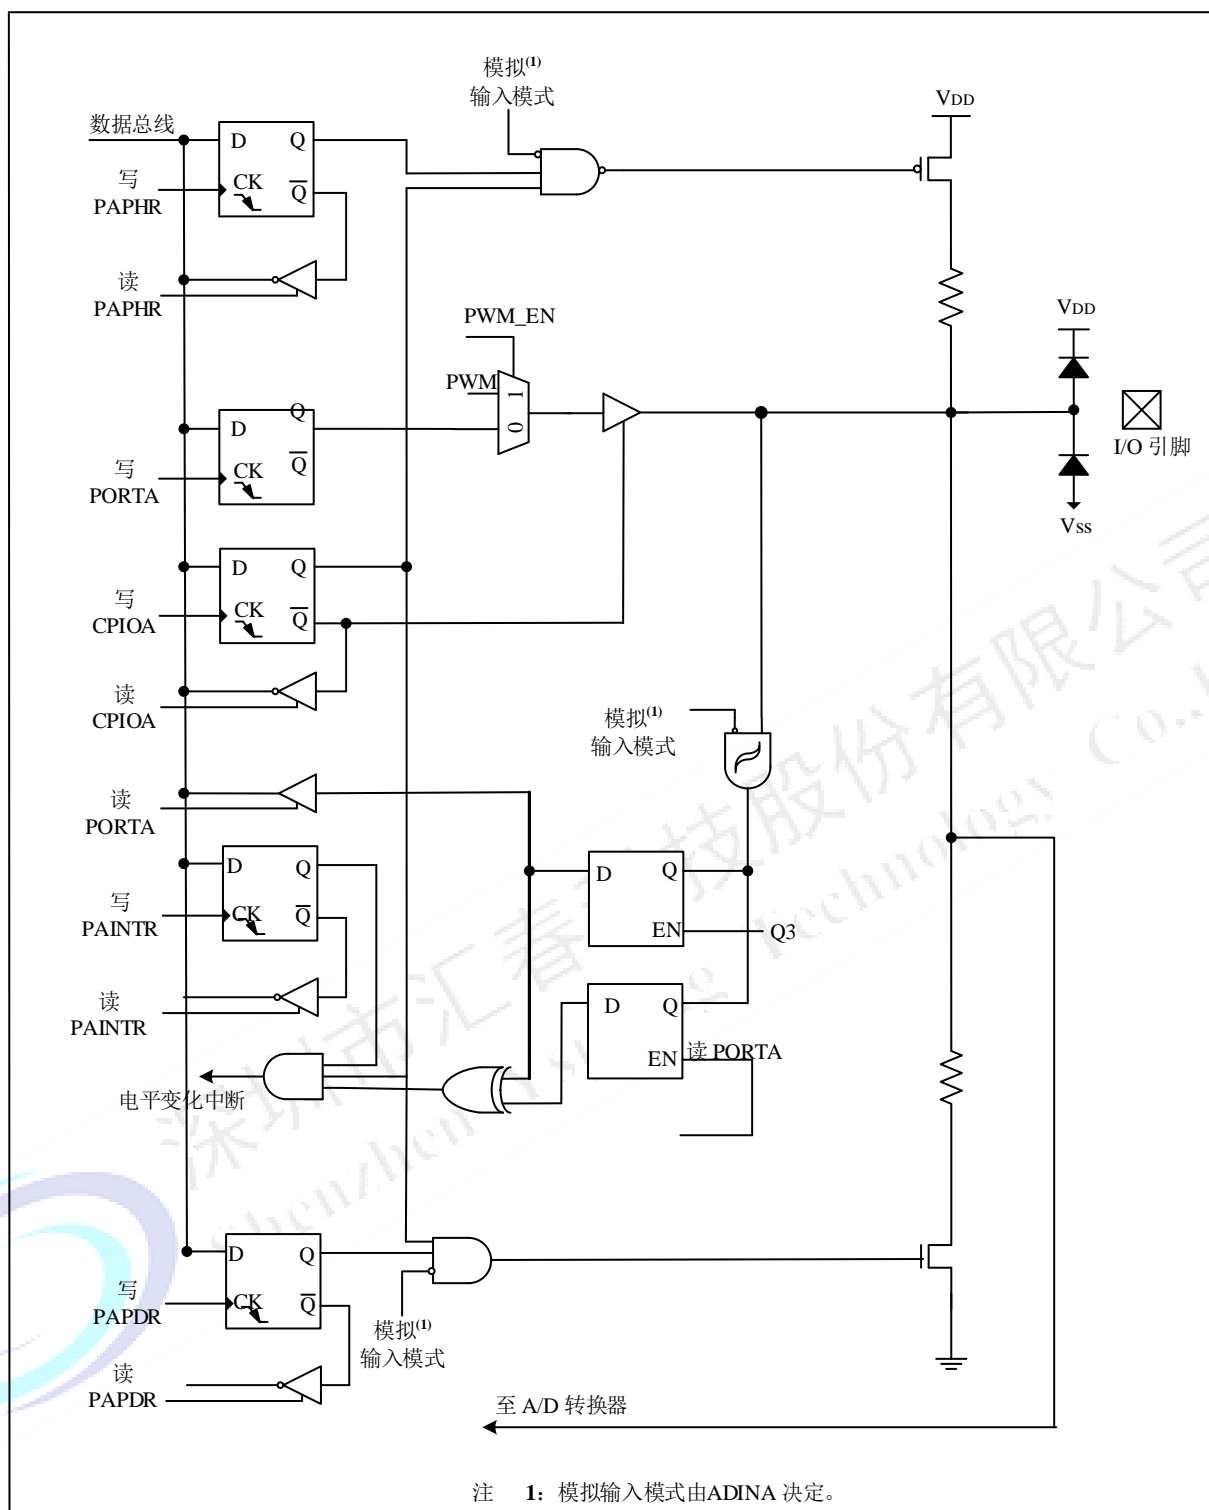 模拟(1)
输入模式
VDD
数据总线
D Q
写
PAPHR
CK Q
读
PAPHR
PWM_EN
VDD
PWM
1
0
I/O 引脚
D Q
写
PORTA
CK Q
Vss
D Q
写
CPIOA
CK Q
读
CPIOA
模拟(1)
输入模式
读
PORTA
D Q
写
PAINTR
CK Q
D Q
EN
Q3
读
PAINTR
D Q
EN
读 PORTA
电平变化中断
D Q
写
PAPDR
CK Q
模拟(1)
输入模式
读
PAPDR
至 A/D 转换器
注 1：模拟输入模式由ADINA 决定。